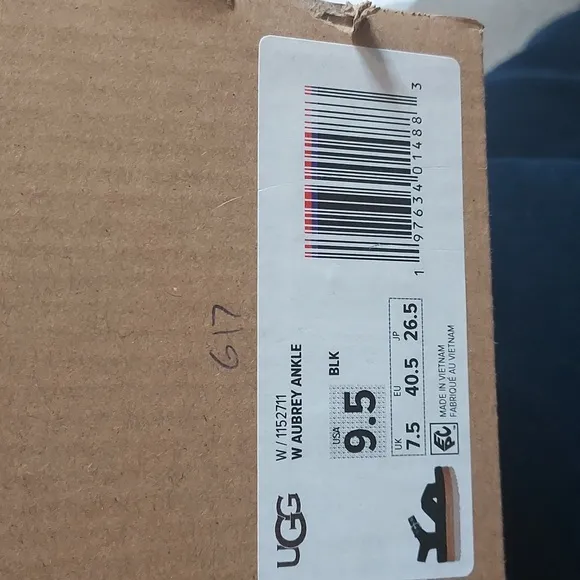 UGG
W/1152711
W AUBREY ANKLE
BLK
USA
9.5
UK 7.5 EU 40.5 JP 26.5
MADE IN VIETNAM
FABRIQUÉ AU VIETNAM
1 97634 01488 3
617